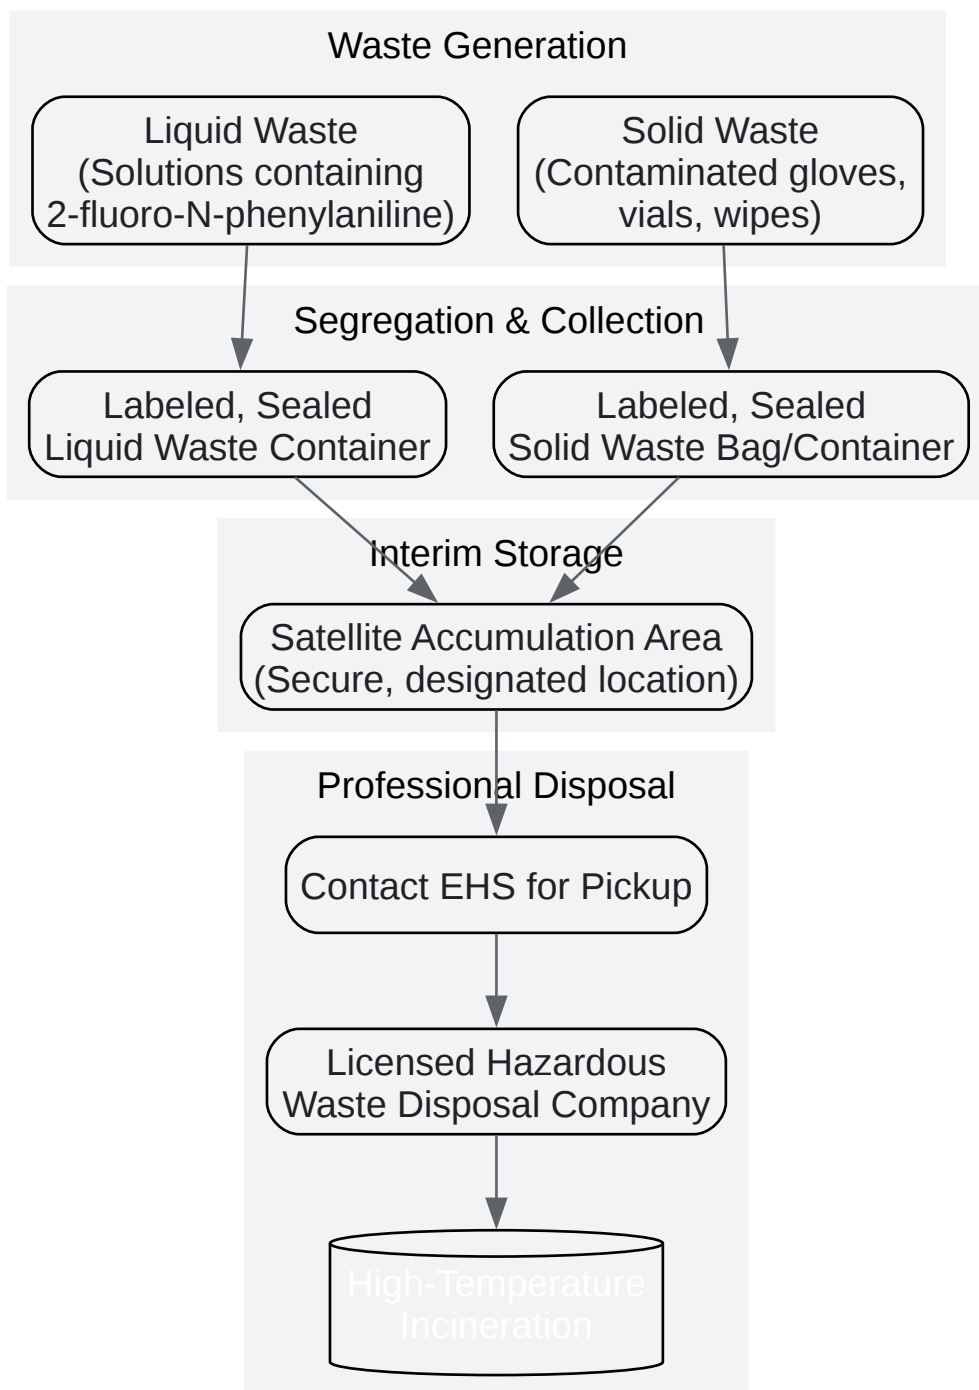 Waste Generation
Liquid Waste
(Solutions containing
2-fluoro-N-phenylaniline)
Solid Waste
(Contaminated gloves,
vials, wipes)
Segregation & Collection
Labeled, Sealed
Liquid Waste Container
Labeled, Sealed
Solid Waste Bag/Container
Interim Storage
Satellite Accumulation Area
(Secure, designated location)
Professional Disposal
Contact EHS for Pickup
Licensed Hazardous
Waste Disposal Company
High-Temperature
Incineration